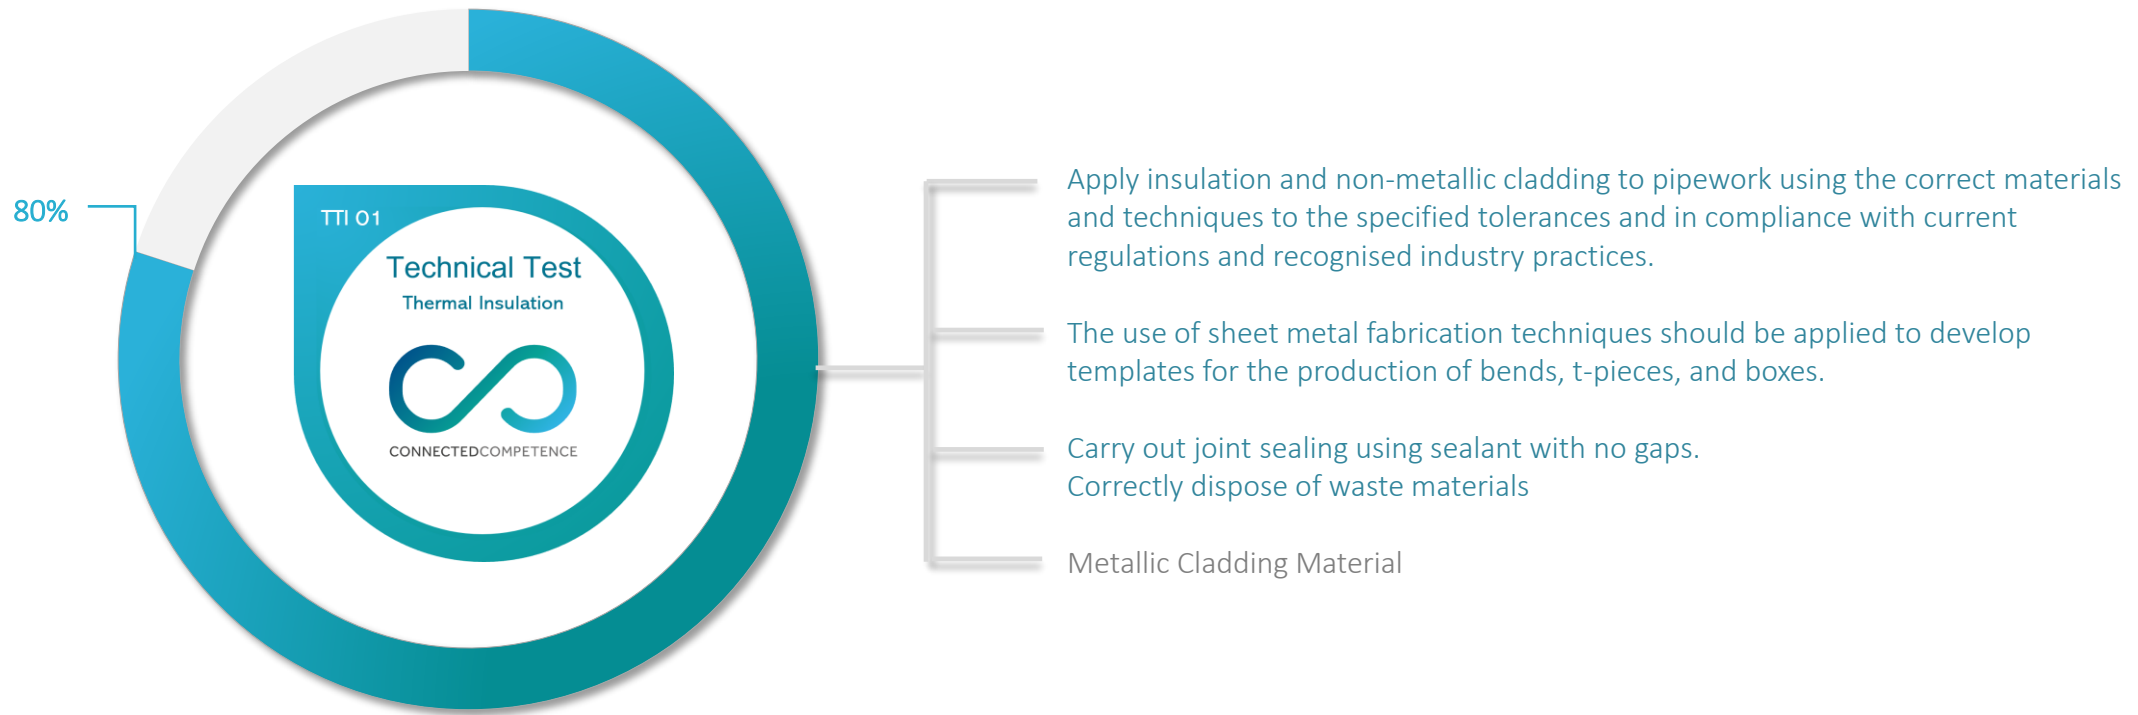 80%
TTI 01
Technical Test
Thermal Insulation
CONNECTEDCOMPETENCE
Apply insulation and non-metallic cladding to pipework using the correct materials
and techniques to the specified tolerances and in compliance with current
regulations and recognised industry practices.
The use of sheet metal fabrication techniques should be applied to develop
templates for the production of bends, t-pieces, and boxes.
Carry out joint sealing using sealant with no gaps.
Correctly dispose of waste materials
Metallic Cladding Material